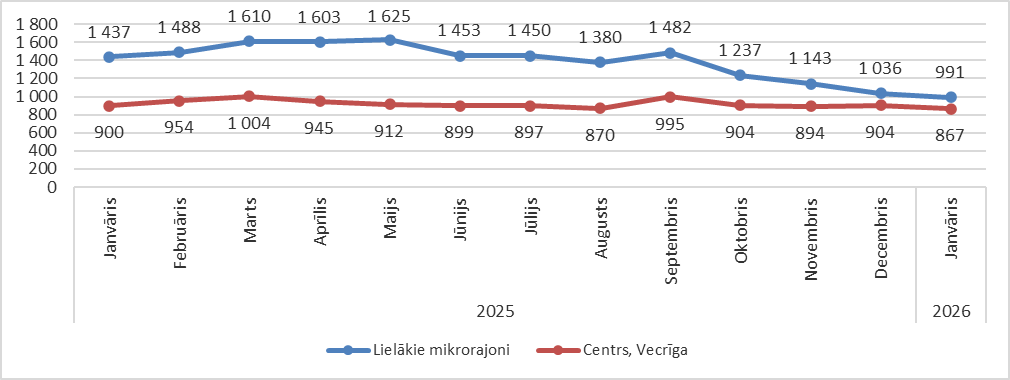 1 800
1 600
1 400
1 200
1 000
800
600
400
200
0
1 437
1 488
1 610
1 603
1 625
1 453
1 450
1 380
1 482
1 237
1 143
1 036
991
900
954
1 004
945
912
899
897
870
995
904
894
904
867
Janvāris
Februāris
Marts
Aprīlis
Maijs
Jūnijs
Jūlijs
Augusts
Septembris
Oktobris
Novembris
Decembris
Janvāris
2025
2026
Lielākie mikrorajoni
Centrs, Vecrīga